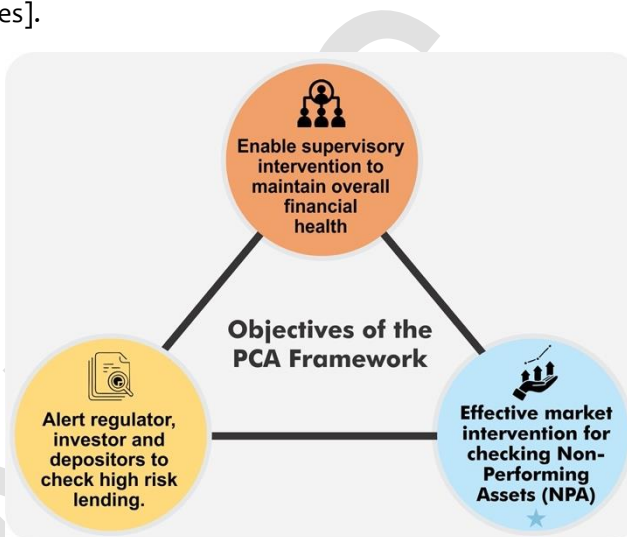 es].
Enable supervisory
intervention to
maintain overall
financial
health
Objectives of the
PCA Framework
Alert regulator,
investor and
depositors to
check high risk
lending.
Effective market
intervention for
checking Non-
Performing
Assets (NPA)